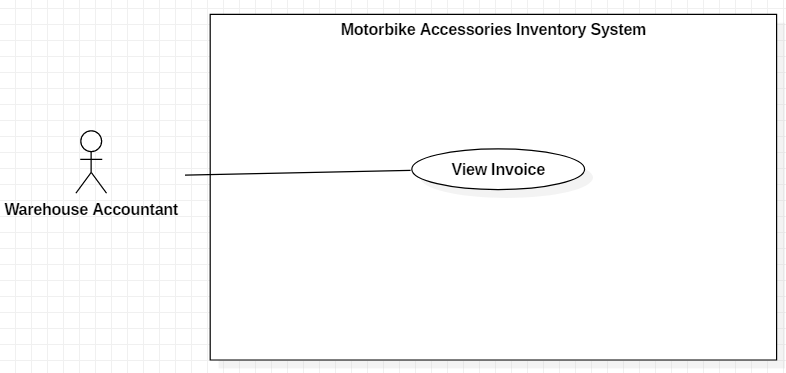 Motorbike Accessories Inventory System
View Invoice
Warehouse Accountant